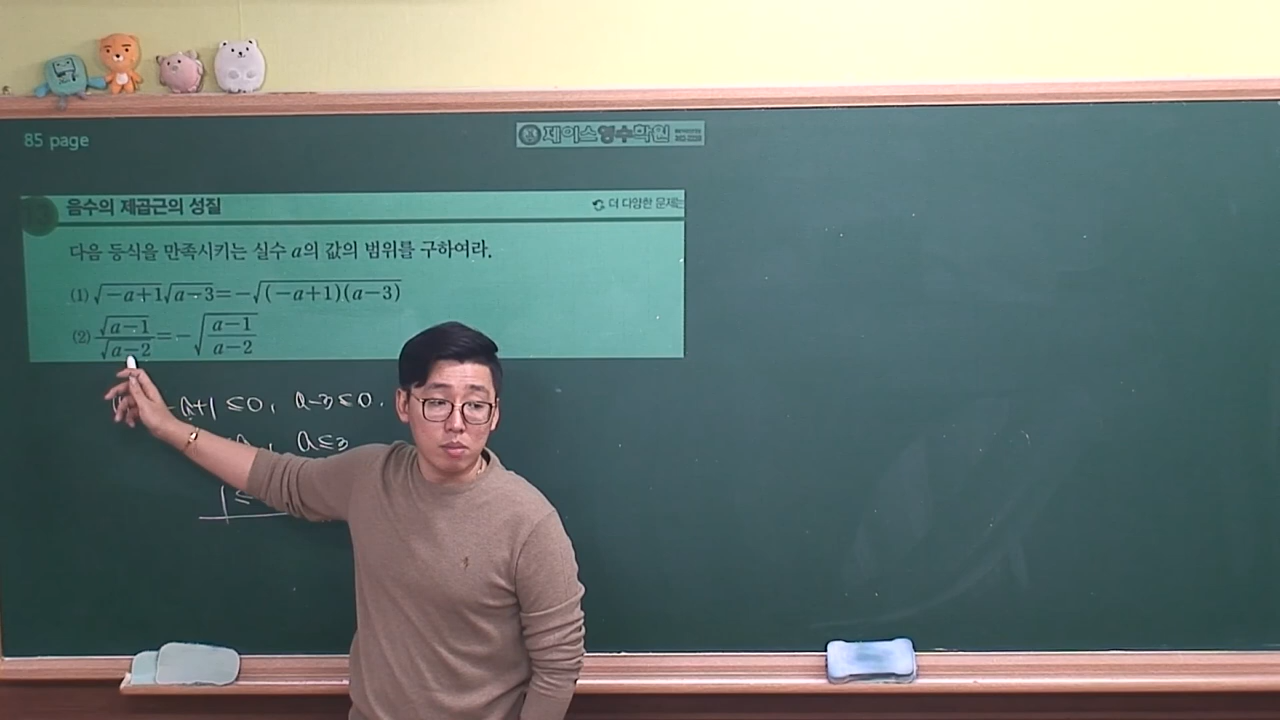 85 page
제이스영수학원
음수의 제곱근의 성질
더 다양한 문제는
다음 등식을 만족시키는 실수 a의 값의 범위를 구하여라.
(1) √(-a+1)√(a-3)=-√((-a+1)(a-3))
(2) √(a-1)/√(a-2)=-√((a-1)/(a-2))
-a+1≤0, a-3≤0.
a≤3
1≤